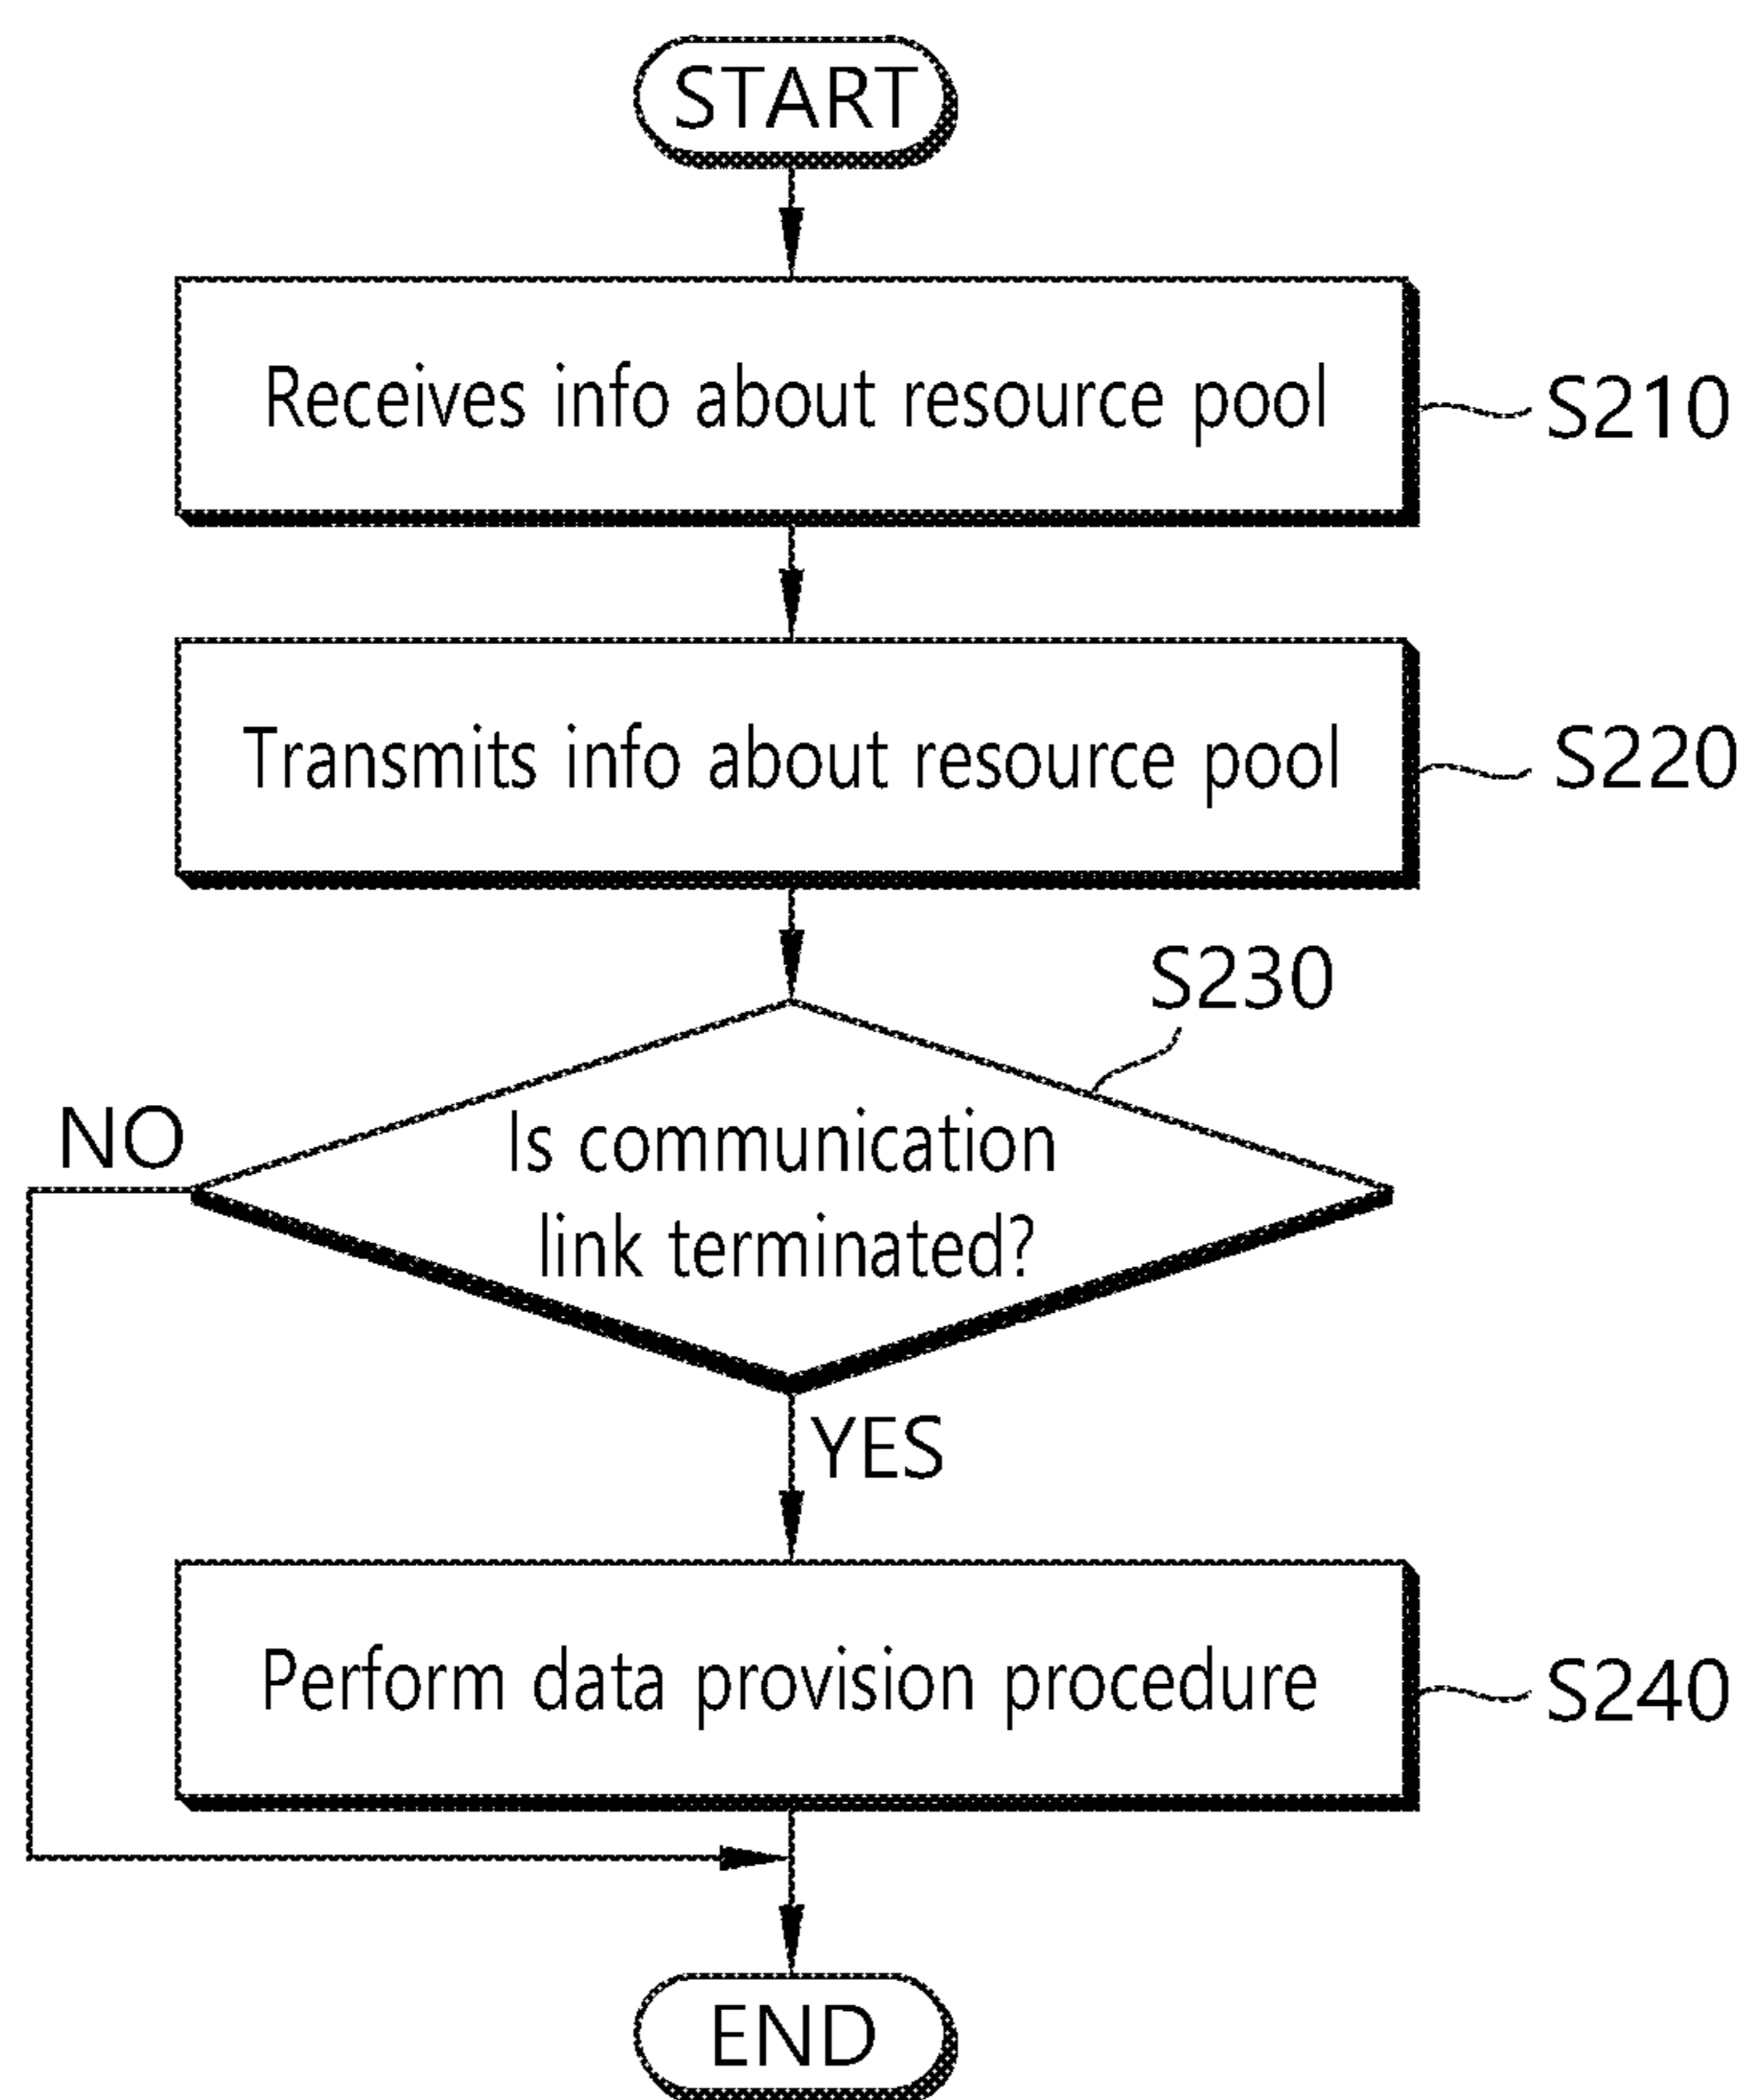 START
Receives info about resource pool
S210
Transmits info about resource pool
S220
S230
NO
Is communication
link terminated?
YES
Perform data provision procedure
S240
END